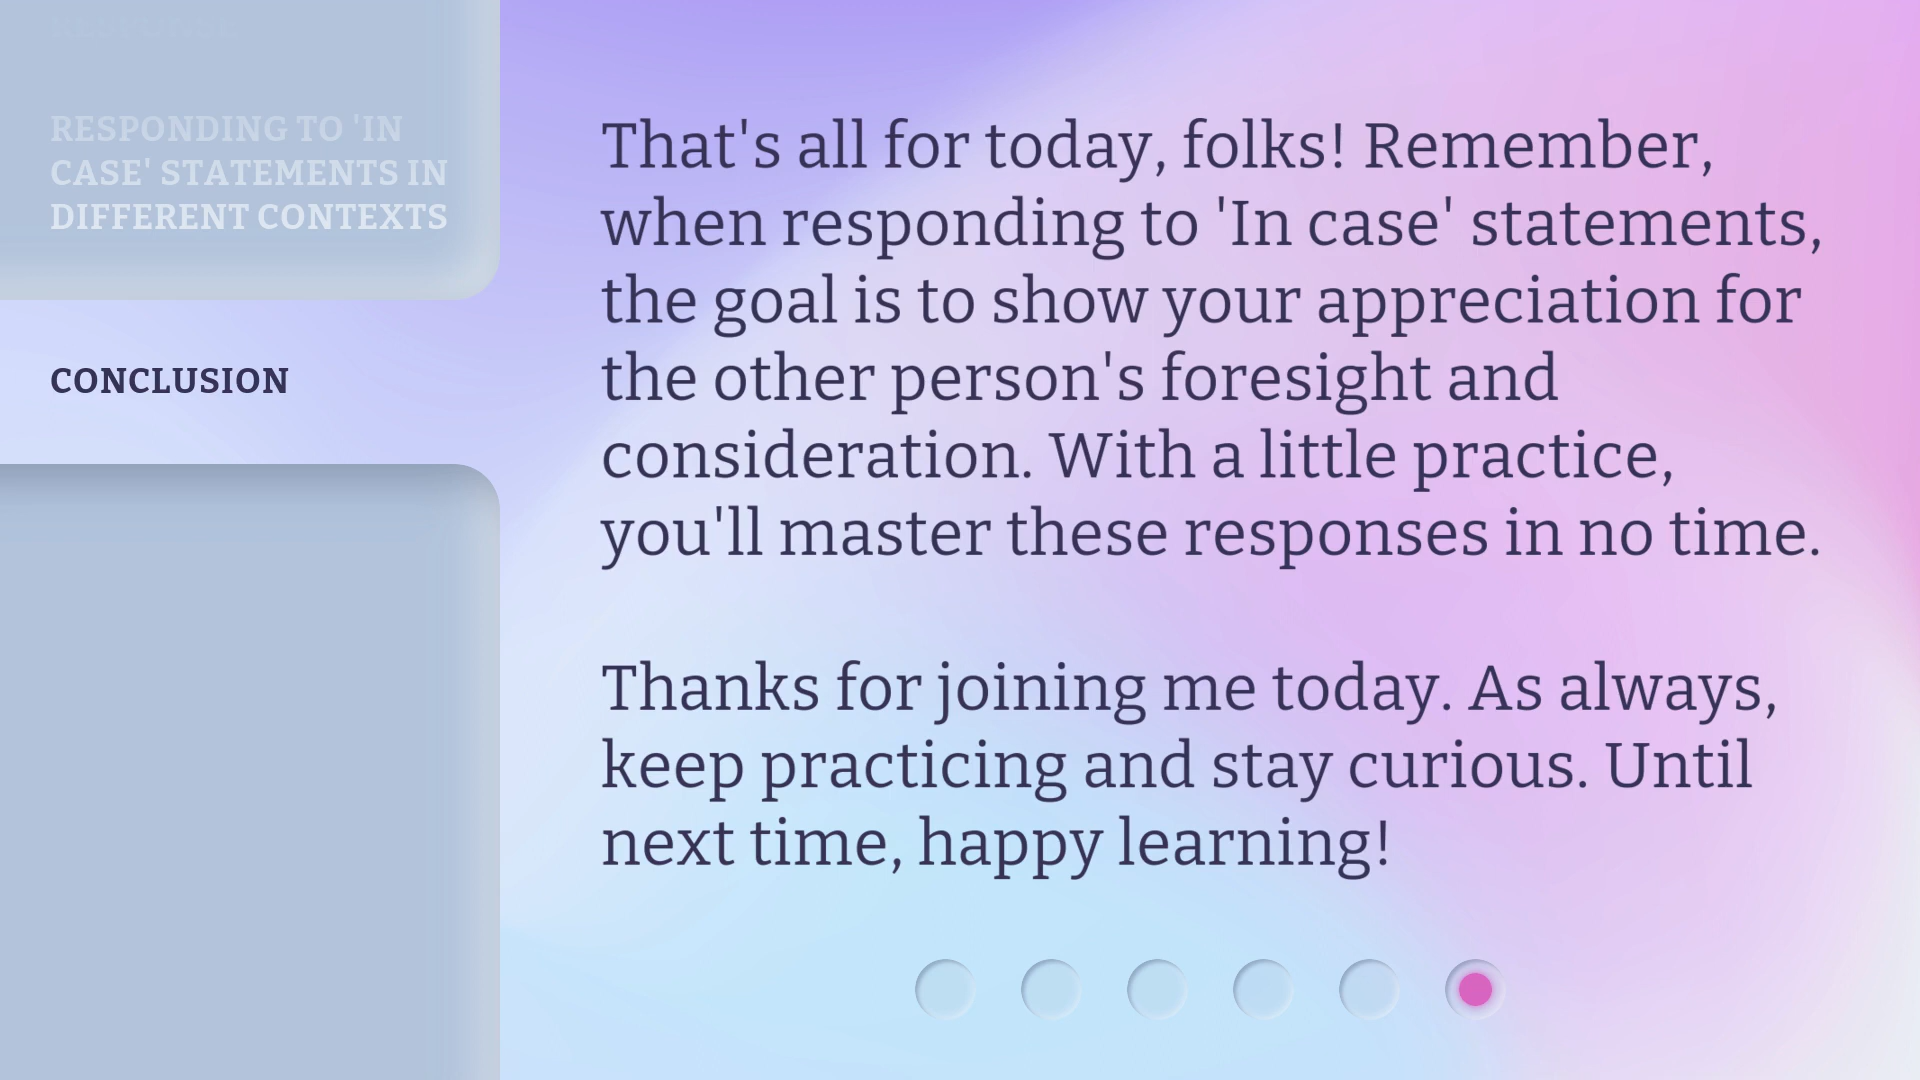 RESPONDING TO 'IN
CASE' STATEMENTS IN
DIFFERENT CONTEXTS
CONCLUSION
That's all for today, folks! Remember,
when responding to 'In case' statements,
the goal is to show your appreciation for
the other person's foresight and
consideration. With a little practice,
you'll master these responses in no time.
Thanks for joining me today. As always,
keep practicing and stay curious. Until
next time, happy learning!